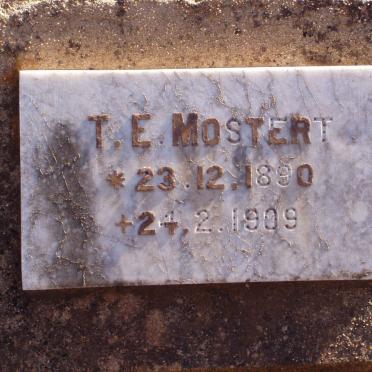 T. E. MOSTERT
* 23.12.1890
+ 24.2.1909